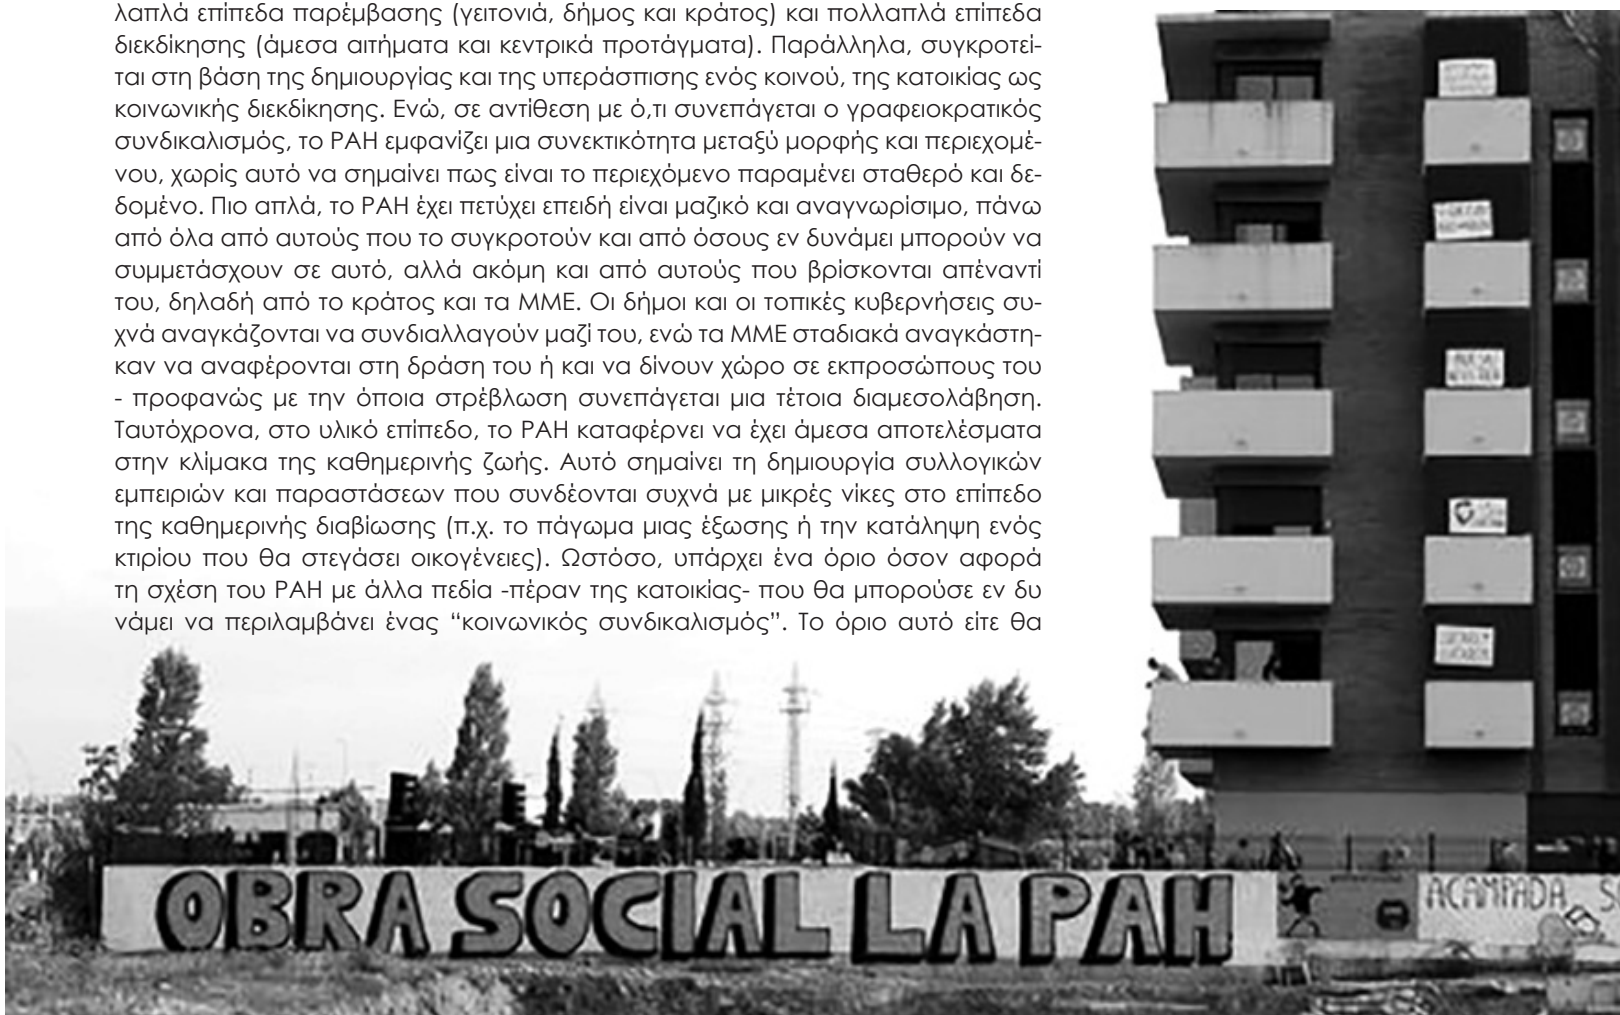 λαπλά επίπεδα παρέμβασης (γειτονιά, δήμος και κράτος) και πολλαπλά επίπεδα
διεκδίκησης (άμεσα αιτήματα και κεντρικά προτάγματα). Παράλληλα, συγκροτεί-
ται στη βάση της δημιουργίας και της υπεράσπισης ενός κοινού, της κατοικίας ως
κοινωνικής διεκδίκησης. Ενώ, σε αντίθεση με ό,τι συνεπάγεται ο γραφειοκρατικός
συνδικαλισμός, το PAH εμφανίζει μια συνεκτικότητα μεταξύ μορφής και περιεχομέ-
νου, χωρίς αυτό να σημαίνει πως είναι το περιεχόμενο παραμένει σταθερό και δε-
δομένο. Πιο απλά, το PAH έχει πετύχει επειδή είναι μαζικό και αναγνωρίσιμο, πάνω
από όλα από αυτούς που το συγκροτούν και από όσους εν δυνάμει μπορούν να
συμμετάσχουν σε αυτό, αλλά ακόμη και από αυτούς που βρίσκονται απέναντί
του, δηλαδή από το κράτος και τα ΜΜΕ. Οι δήμοι και οι τοπικές κυβερνήσεις συ-
χνά αναγκάζονται να συνδιαλλαγούν μαζί του, ενώ τα ΜΜΕ σταδιακά αναγκάστη-
καν να αναφέρονται στη δράση του ή και να δίνουν χώρο σε εκπροσώπους του
- προφανώς με την όποια στρέβλωση συνεπάγεται μια τέτοια διαμεσολάβηση.
Ταυτόχρονα, στο υλικό επίπεδο, το PAH καταφέρνει να έχει άμεσα αποτελέσματα
στην κλίμακα της καθημερινής ζωής. Αυτό σημαίνει τη δημιουργία συλλογικών
εμπειριών και παραστάσεων που συνδέονται συχνά με μικρές νίκες στο επίπεδο
της καθημερινής διαβίωσης (π.χ. το πάγωμα μιας έξωσης ή την κατάληψη ενός
κτιρίου που θα στεγάσει οικογένειες). Ωστόσο, υπάρχει ένα όριο όσον αφορά
τη σχέση του PAH με άλλα πεδία -πέραν της κατοικίας- που θα μπορούσε εν δυ
νάμει να περιλαμβάνει ένας “κοινωνικός συνδικαλισμός”. Το όριο αυτό είτε θα
OBRA SOCIAL LA PAH
ACAMPADA S